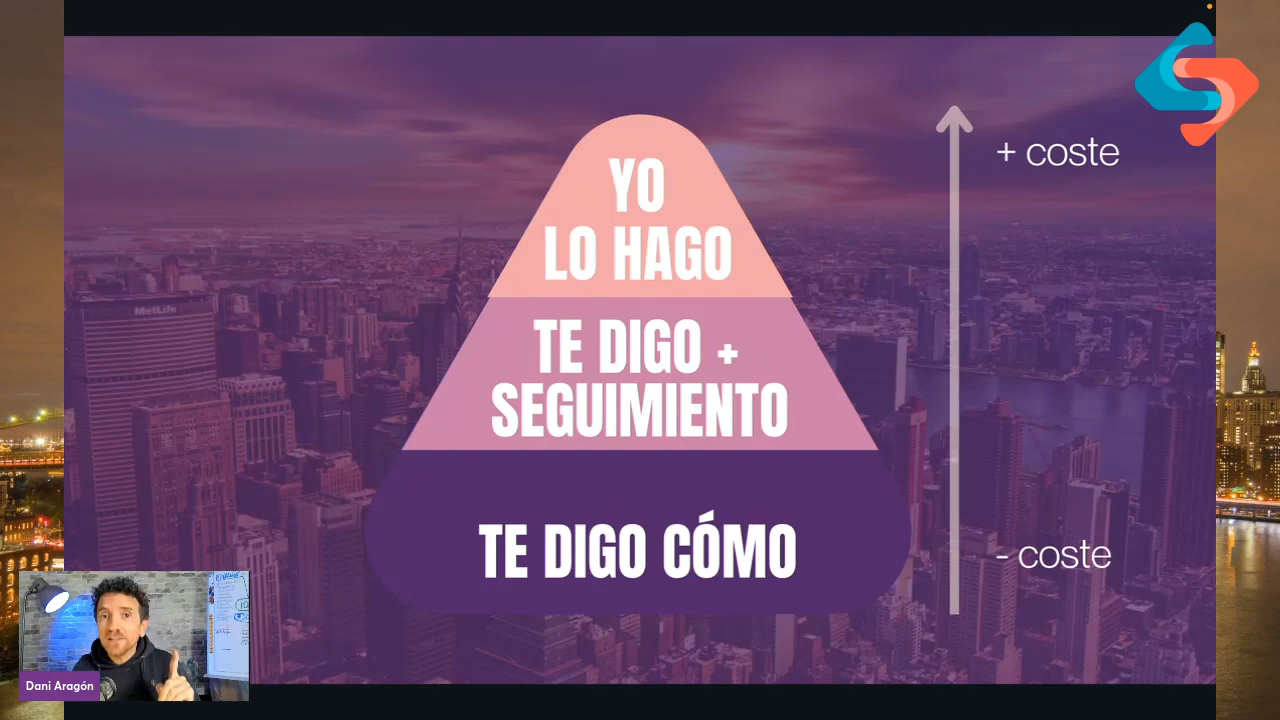 YO
LO HAGO
TE DIGO +
SEGUIMIENTO
TE DIGO CÓMO
+ coste
- coste
MetLife
Dani Aragón